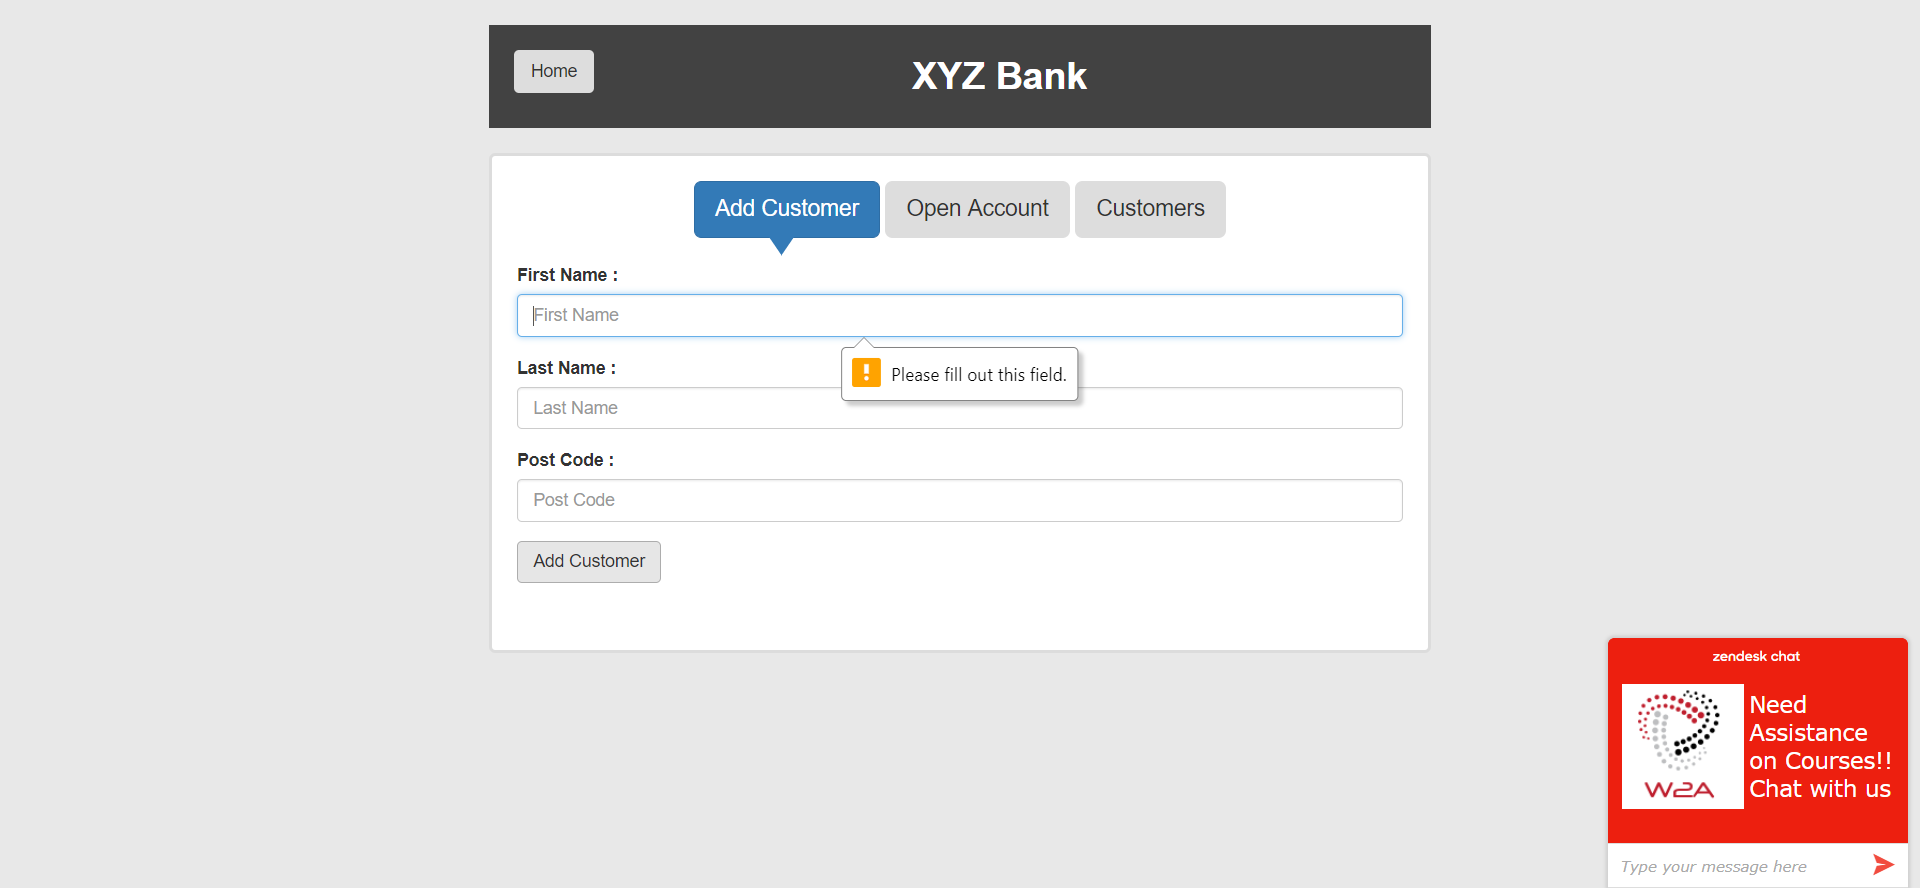 Home
XYZ Bank
Add Customer
Open Account
Customers
First Name :
First Name
Please fill out this field.
Last Name :
Last Name
Post Code :
Post Code
Add Customer
zendesk chat
W2A
Need
Assistance
on Courses!!
Chat with us
Type your message here